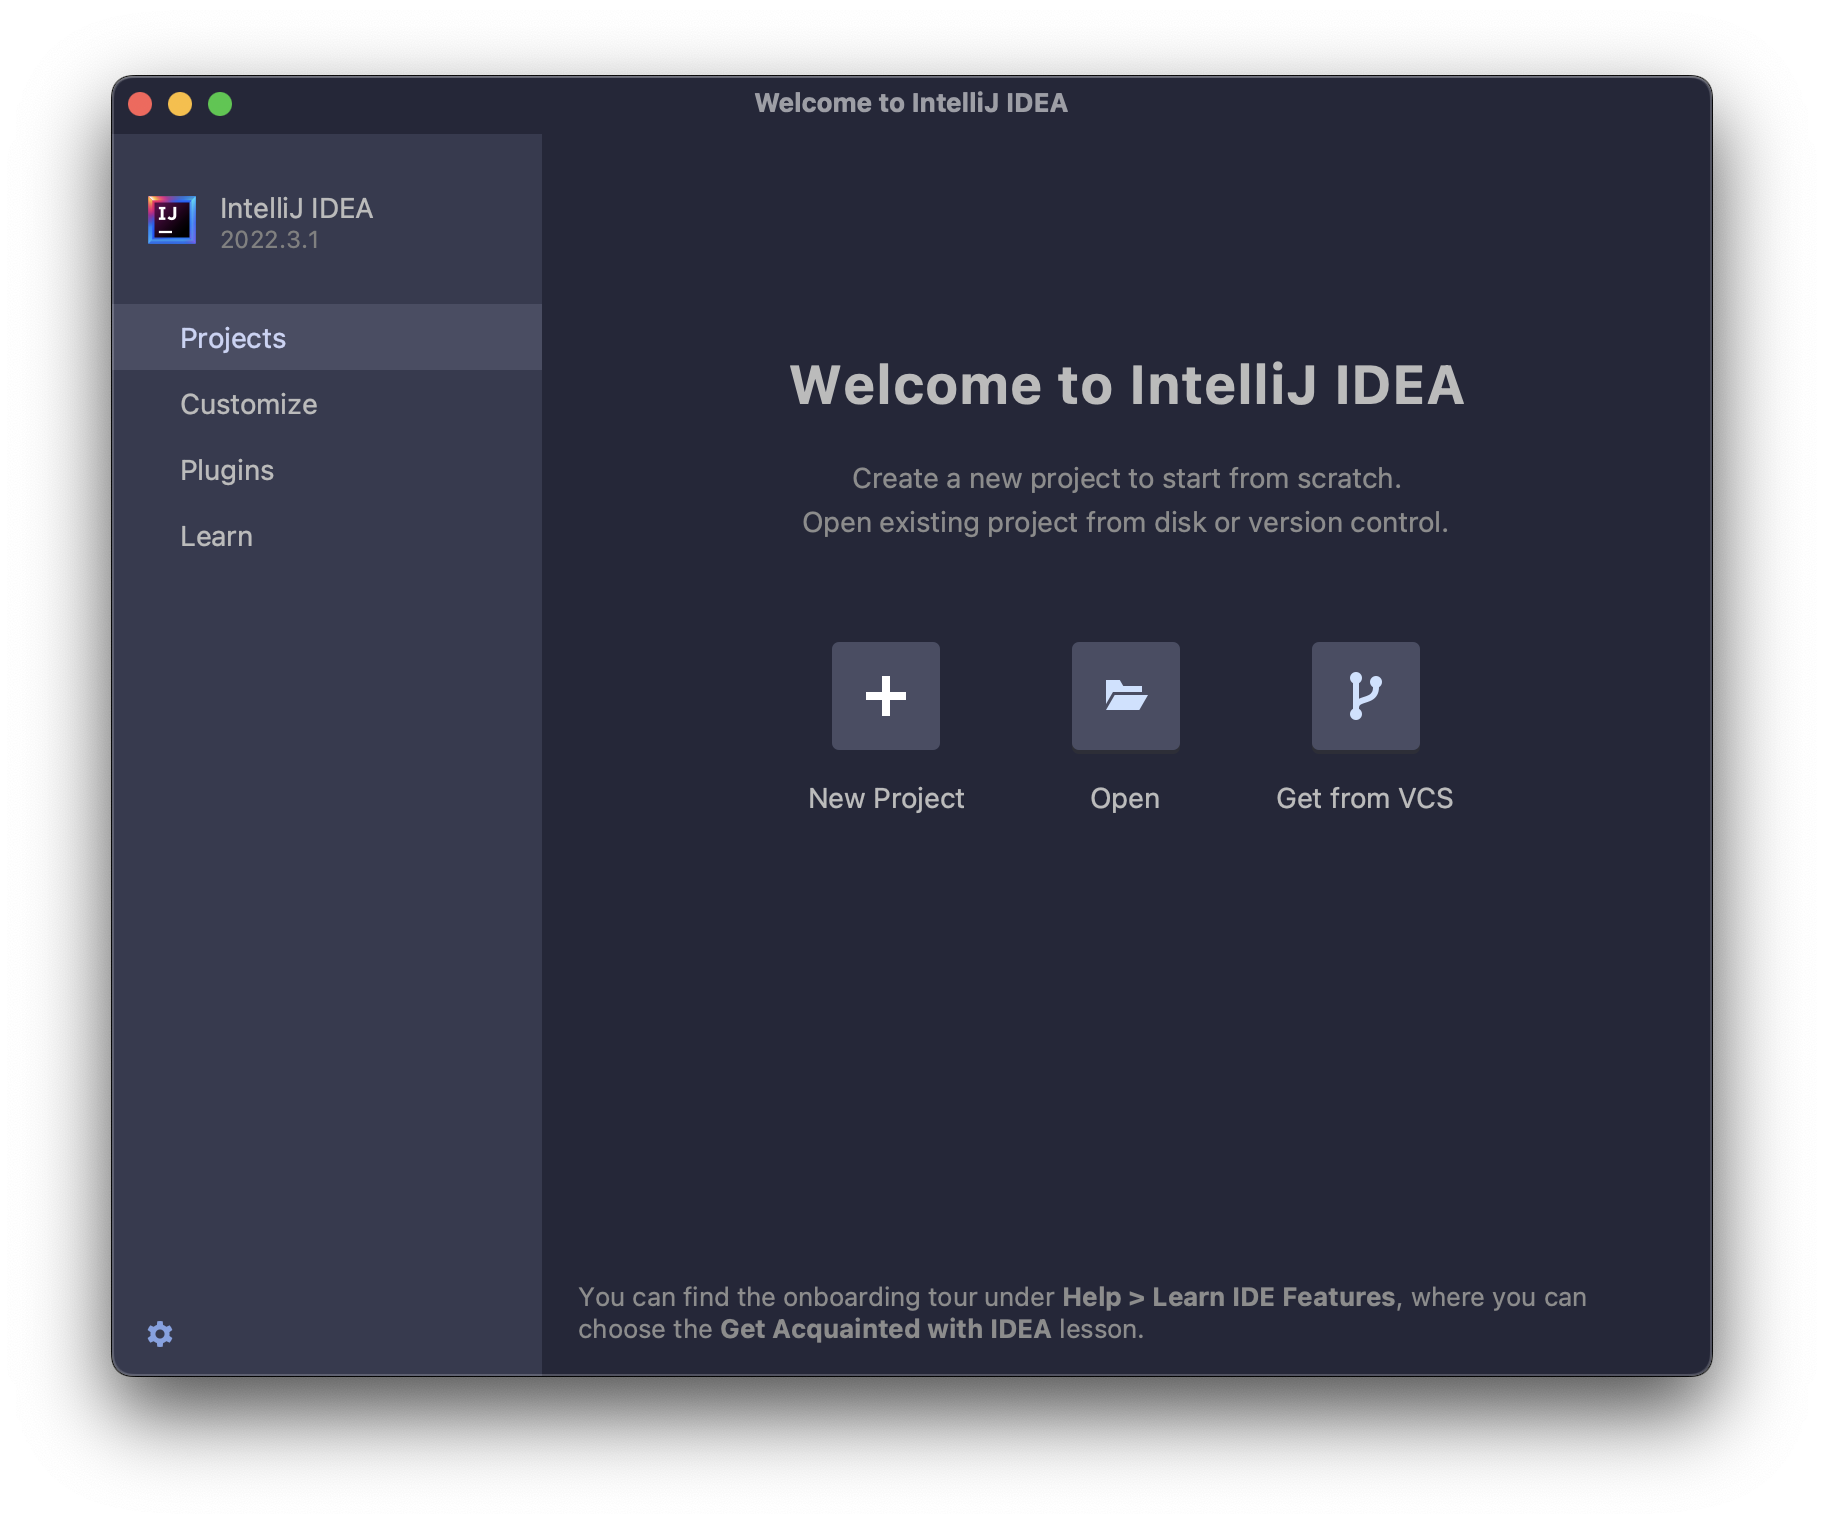 Welcome to IntelliJ IDEA
IJ
IntelliJ IDEA
2022.3.1
Projects
Customize
Plugins
Learn
Welcome to IntelliJ IDEA
Create a new project to start from scratch.
Open existing project from disk or version control.
New Project
Open
Get from VCS
You can find the onboarding tour under Help > Learn IDE Features, where you can
choose the Get Acquainted with IDEA lesson.